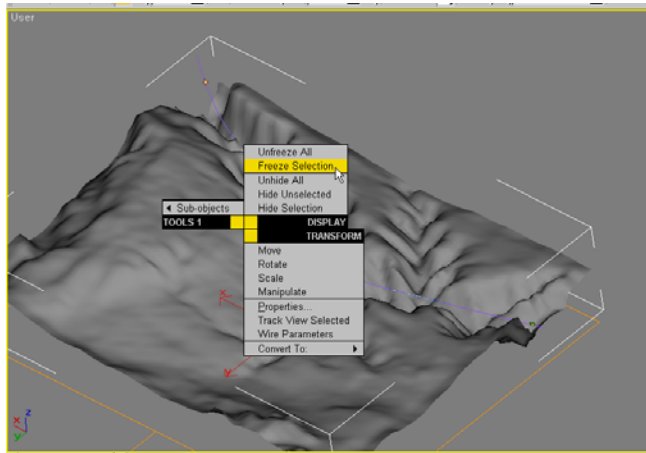 User
Unfreeze All
Freeze Selection
Unhide All
Hide Unselected
Hide Selection
Sub-objects
TOOLS 1
DISPLAY
TRANSFORM
Move
Rotate
Scale
Manipulate
Properties...
Track View Selected
Wire Parameters
Convert To:
x
y
z
x
y